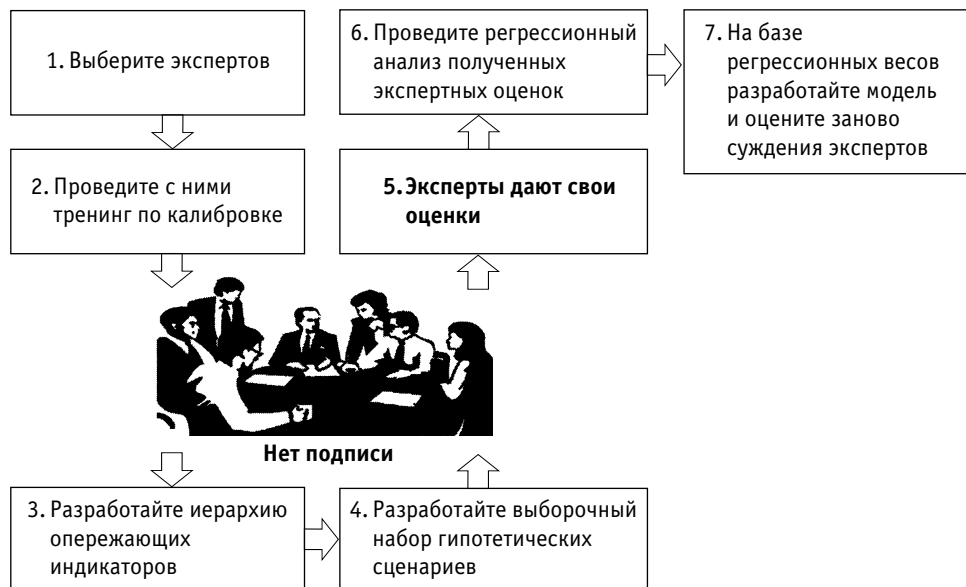 1. Выберите экспертов
2. Проведите с ними
тренинг по калибровке
Нет подписи
3. Разработайте иерархию
опережающих
индикаторов
4. Разработайте выборочный
набор гипотетических
сценариев
5. Эксперты дают свои
оценки
6. Проведите регрессионный
анализ полученных
экспертных оценок
7. На базе
регрессионных весов
разработайте модель
и оцените заново
суждения экспертов